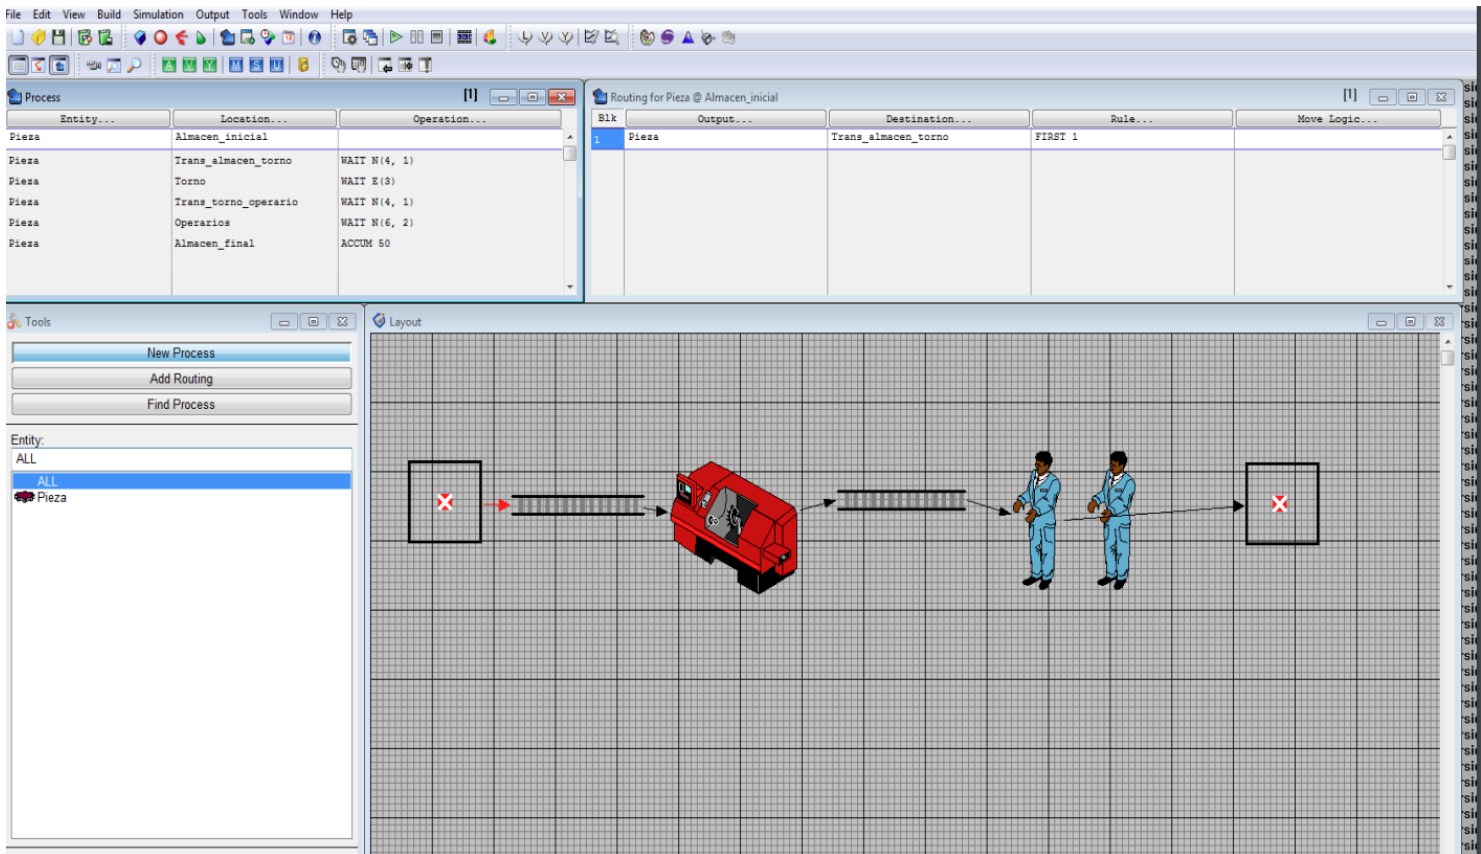 File Edit View Build Simulation Output Tools Window Help
Process [1]
Entity... Location... Operation...
Pieza Almacen_inicial
Pieza Trans_almacen_torno WAIT N(4, 1)
Pieza Torno WAIT E(3)
Pieza Trans_torno_operario WAIT N(4, 1)
Pieza Operarios WAIT N(6, 2)
Pieza Almacen_final ACCUM 50
Routing for Pieza @ Almacen_inicial [1]
Blk Output... Destination... Rule... Move Logic...
1 Pieza Trans_almacen_torno FIRST 1
Tools
New Process
Add Routing
Find Process
Entity:
ALL
ALL
Pieza
Layout